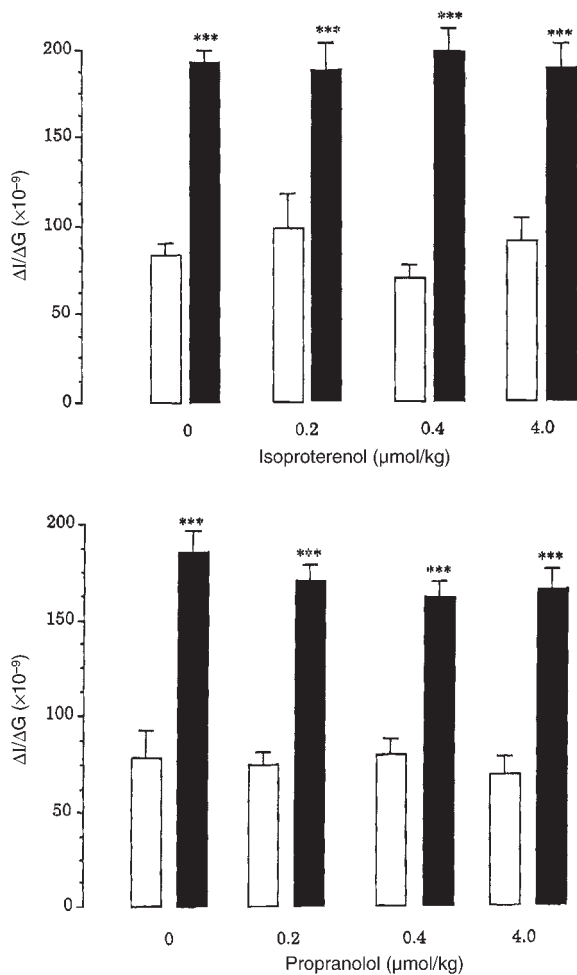 *** *** *** ***
200
150
100
50
0
ΔI/ΔG (×10⁻⁹)
0 0.2 0.4 4.0
Isoproterenol (µmol/kg)
*** *** *** ***
200
150
100
50
0
ΔI/ΔG (×10⁻⁹)
0 0.2 0.4 4.0
Propranolol (µmol/kg)